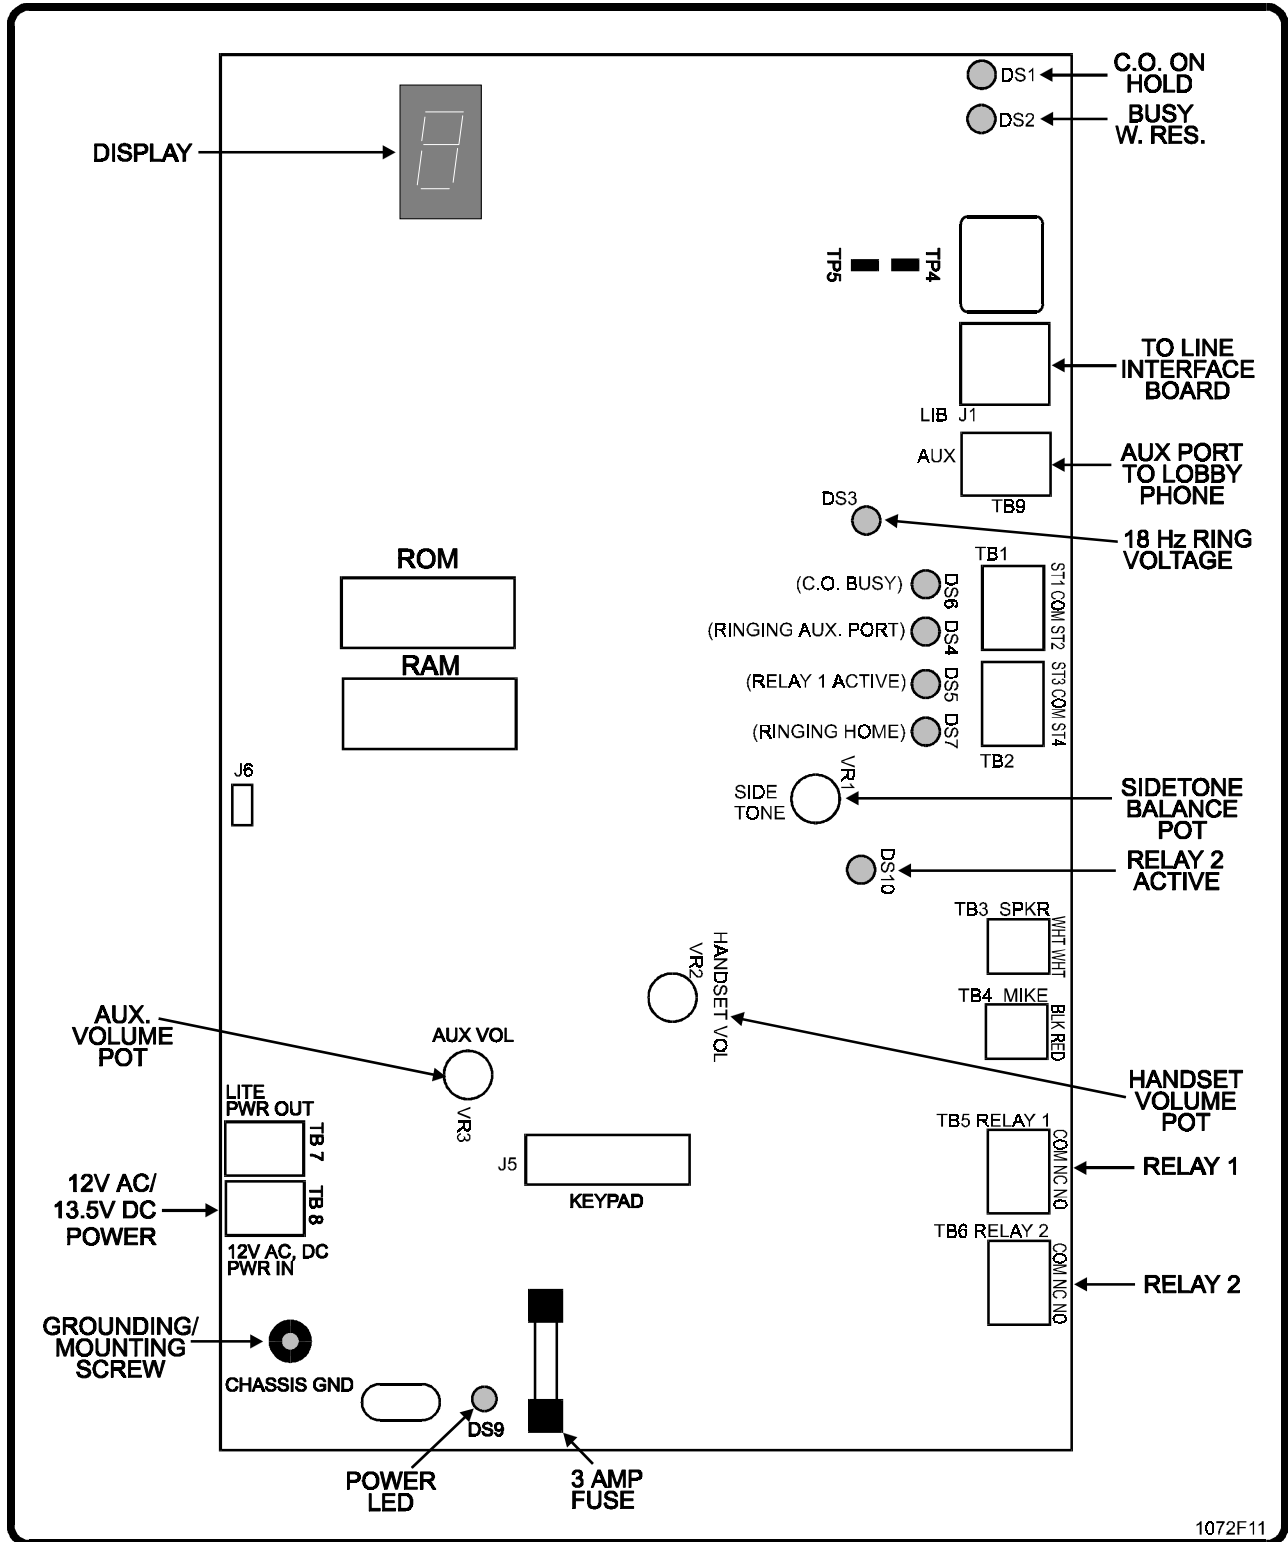 C.O. ON
HOLD
DS1
DS2
BUSY
W. RES.
DISPLAY
TP5
TP4
TO LINE
INTERFACE
BOARD
LIB J1
AUX
AUX PORT
TO LOBBY
PHONE
TB9
DS3
18 Hz RING
VOLTAGE
ROM
TB1
(C.O. BUSY)
DS6
ST1 COM ST2
(RINGING AUX. PORT)
DS4
RAM
(RELAY 1 ACTIVE)
DS5
ST3 COM ST4
(RINGING HOME)
DS7
TB2
J6
VR1
SIDE
TONE
SIDETONE
BALANCE
POT
DS10
RELAY 2
ACTIVE
TB3 SPKR
WHT WHT
VR2
HANDSET VOL
TB4 MIKE
BLK RED
AUX.
VOLUME
POT
AUX VOL
VR3
HANDSET
VOLUME
POT
LITE
PWR OUT
TB 7
TB5 RELAY 1
COM NC NO
RELAY 1
J5
KEYPAD
12V AC/
13.5V DC
POWER
TB 8
12V AC, DC
PWR IN
TB6 RELAY 2
COM NC NO
RELAY 2
GROUNDING/
MOUNTING
SCREW
CHASSIS GND
DS9
POWER
LED
3 AMP
FUSE
1072F11